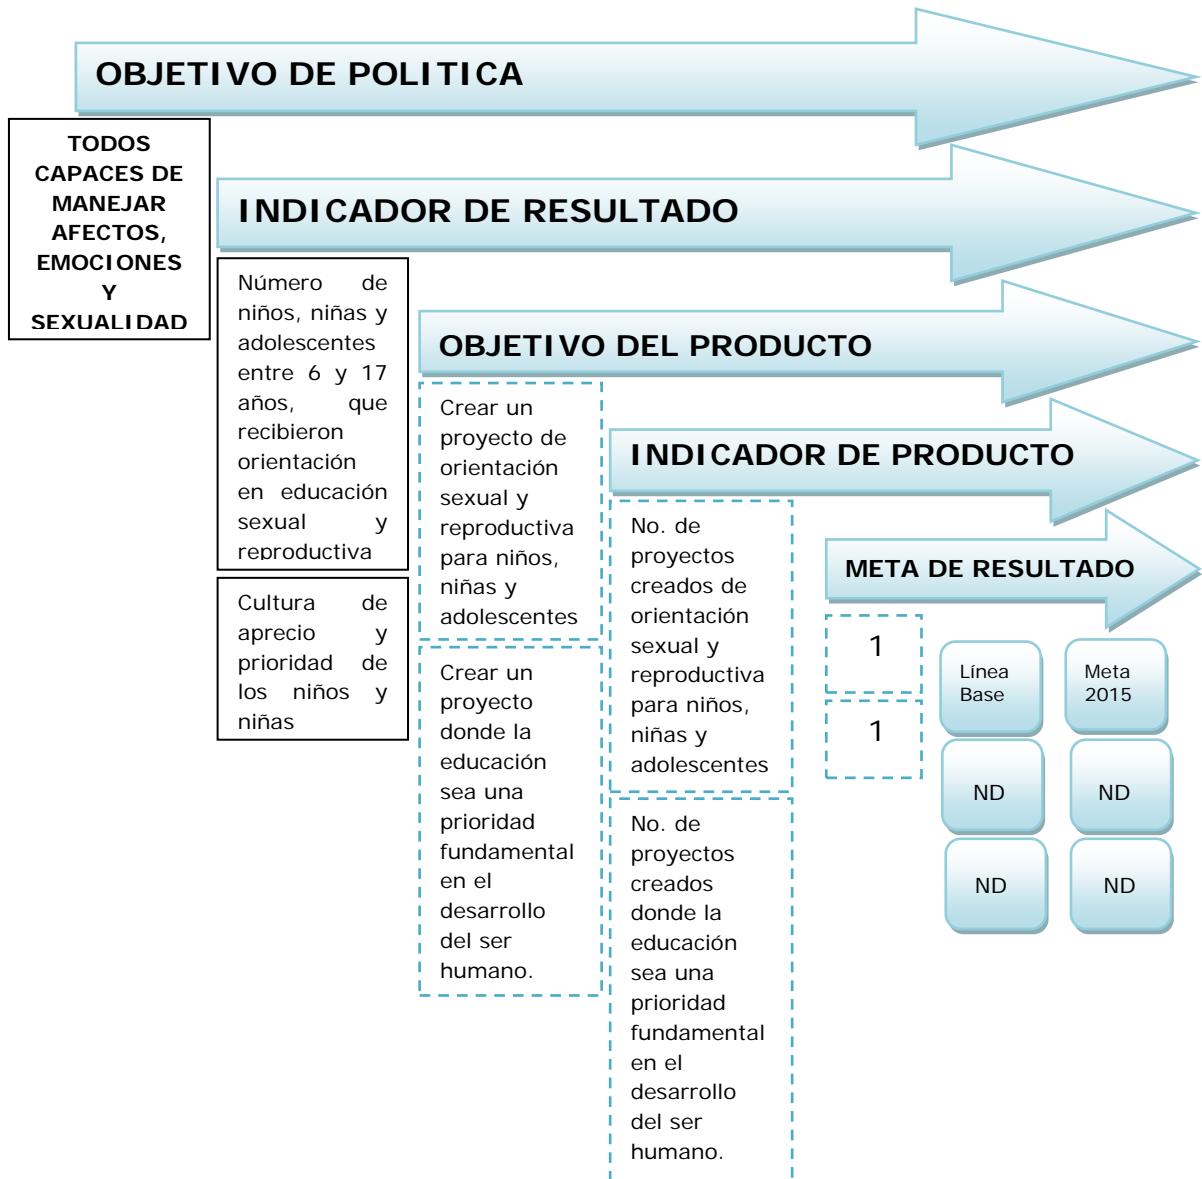 OBJETIVO DE POLITICA
TODOS
CAPACES DE
MANEJAR
AFECTOS,
EMOCIONES
Y
SEXUALIDAD
INDICADOR DE RESULTADO
Número de
niños, niñas y
adolescentes
entre 6 y 17
años, que
recibieron
orientación
en educación
sexual y
reproductiva
Cultura de
aprecio y
prioridad de
los niños y
niñas
OBJETIVO DEL PRODUCTO
Crear un
proyecto de
orientación
sexual y
reproductiva
para niños,
niñas y
adolescentes
Crear un
proyecto
donde la
educación
sea una
prioridad
fundamental
en el
desarrollo
del ser
humano.
INDICADOR DE PRODUCTO
No. de
proyectos
creados de
orientación
sexual y
reproductiva
para niños,
niñas y
adolescentes
No. de
proyectos
creados
donde la
educación
sea una
prioridad
fundamental
en el
desarrollo
del ser
humano.
META DE RESULTADO
1
1
Línea
Base
Meta
2015
ND
ND
ND
ND